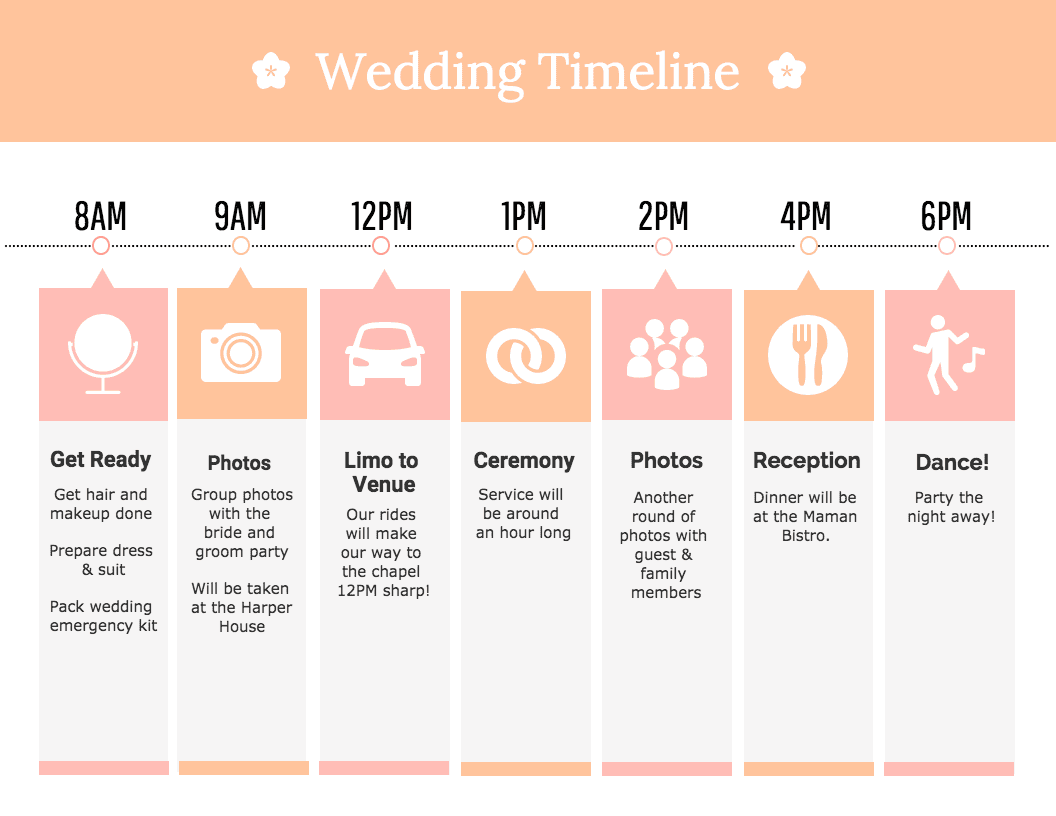 Wedding Timeline
8AM
9AM
12PM
1PM
2PM
4PM
6PM
Get Ready
Get hair and
makeup done
Prepare dress
& suit
Pack wedding
emergency kit
Photos
Group photos
with the
bride and
groom party
Will be taken
at the Harper
House
Limo to
Venue
Our rides
will make
our way to
the chapel
12PM sharp!
Ceremony
Service will
be around
an hour long
Photos
Another
round of
photos with
guest &
family
members
Reception
Dinner will be
at the Maman
Bistro.
Dance!
Party the
night away!